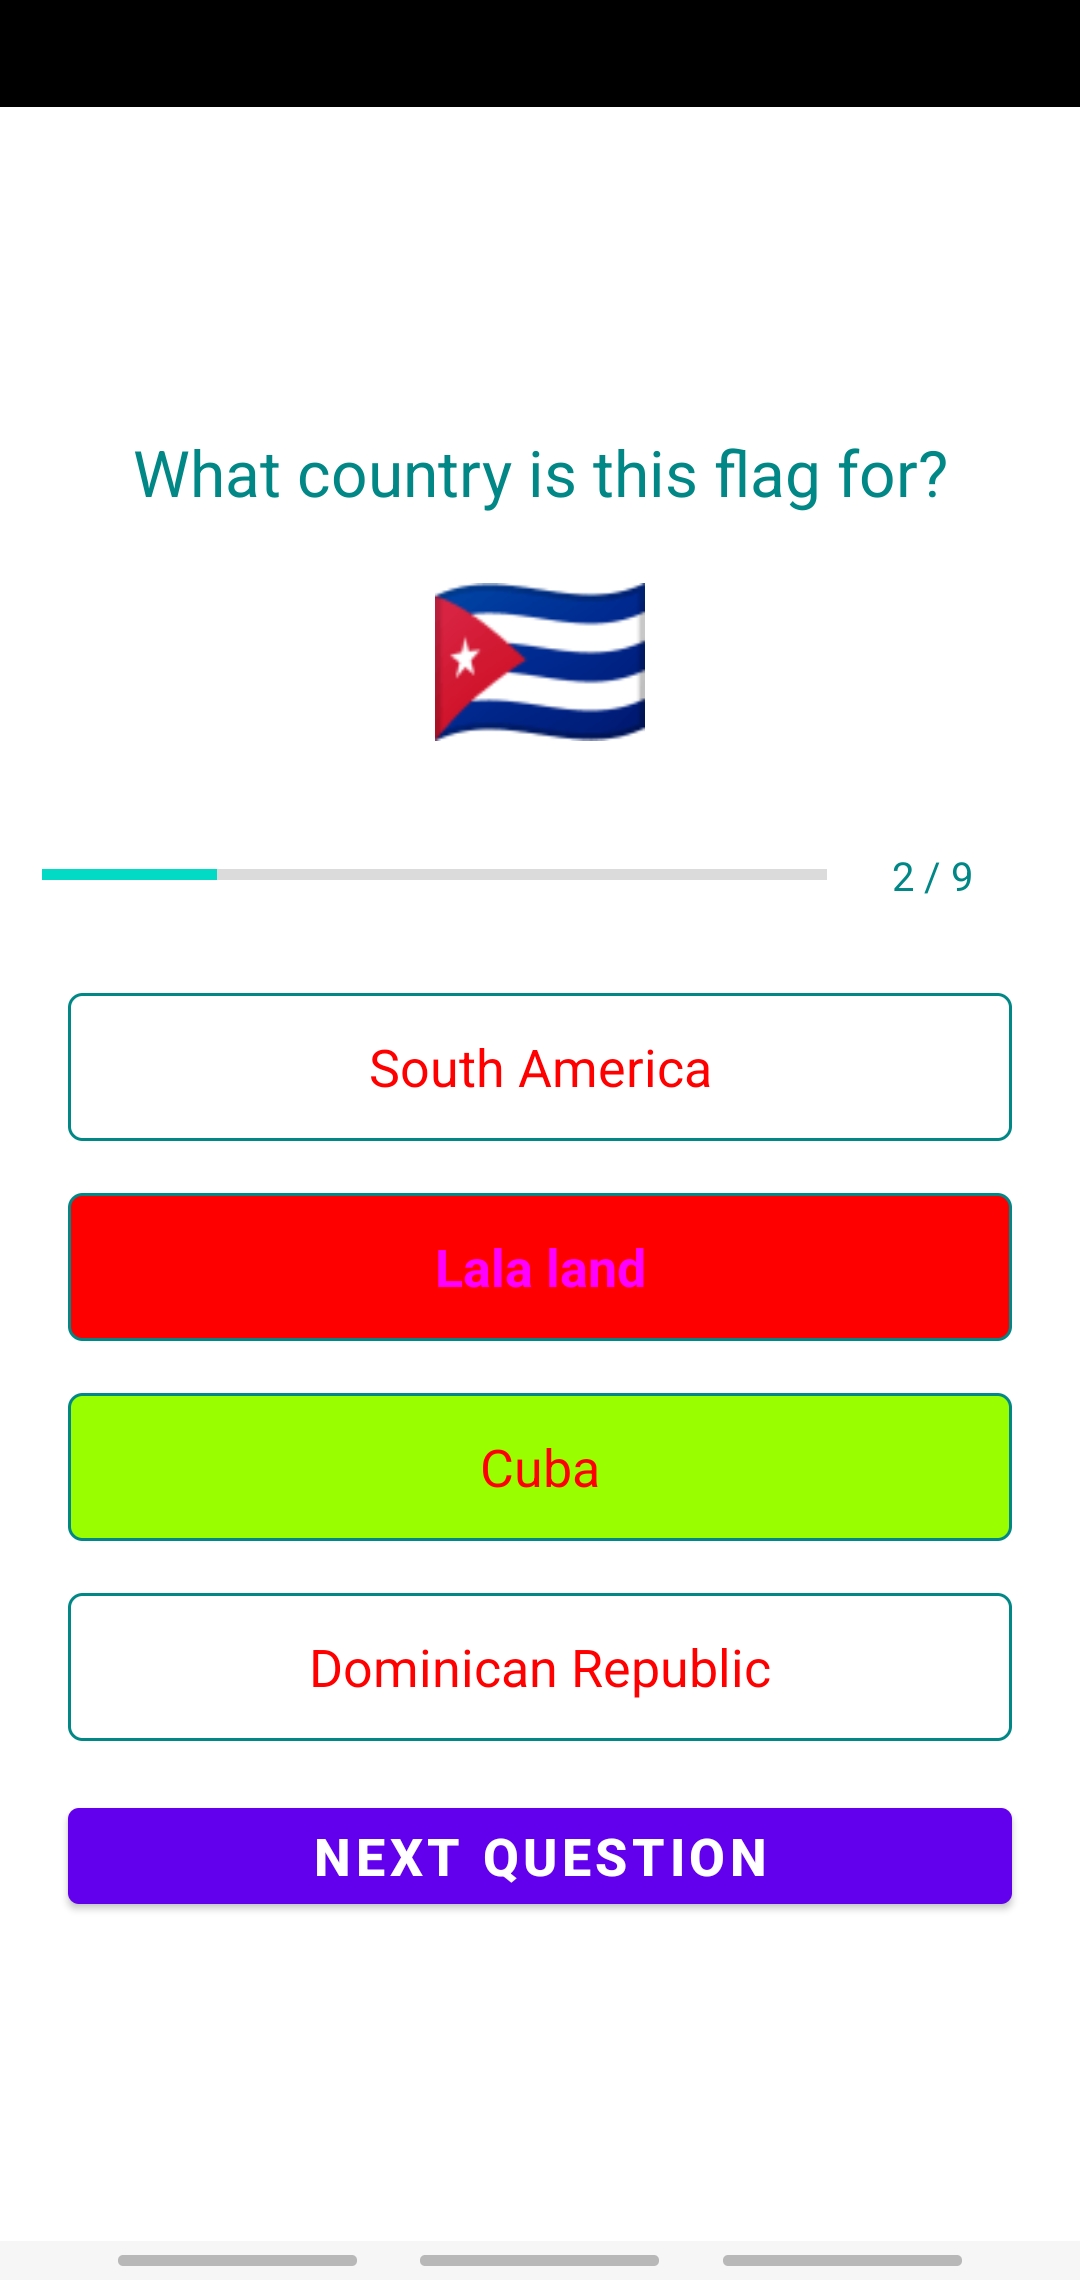 What country is this flag for?
2 / 9
South America
Lala land
Cuba
Dominican Republic
NEXT QUESTION